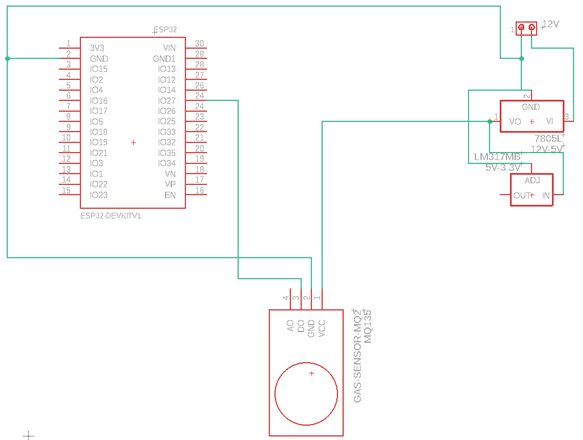 ESP32
1 3V3 VIN 30
2 GND GND1 29
3 IO15 IO13 28
4 IO2 IO12 27
5 IO4 IO14 26
6 IO16 IO27 25
7 IO17 IO26 24
8 IO5 IO25 23
9 IO18 IO33 22
10 IO19 IO32 21
11 IO21 IO35 20
12 IO3 IO34 19
13 IO1 VN 18
14 IO22 VP 17
15 IO23 EN 16
ESP32-DEVKITV1
1 12V
2
GND
1 VO VI 3
7805L
12V-5V
LM317MB
5V-3.3V
ADJ
OUT IN
4 3 2 1
AO
DO
GND
VCC
GAS-SENSOR-MQ2
MQ135